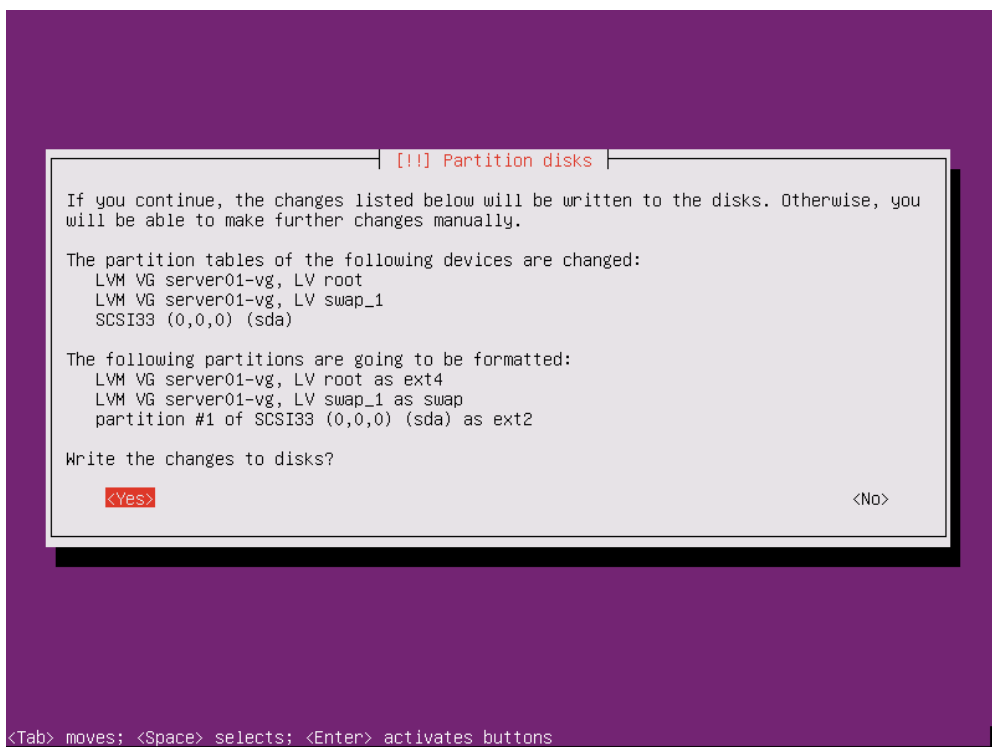 [!!] Partition disks
If you continue, the changes listed below will be written to the disks. Otherwise, you
will be able to make further changes manually.
The partition tables of the following devices are changed:
LVM VG server01-vg, LV root
LVM VG server01-vg, LV swap_1
SCSI33 (0,0,0) (sda)
The following partitions are going to be formatted:
LVM VG server01-vg, LV root as ext4
LVM VG server01-vg, LV swap_1 as swap
partition #1 of SCSI33 (0,0,0) (sda) as ext2
Write the changes to disks?
<Yes> <No>
<Tab> moves; <Space> selects; <Enter> activates buttons